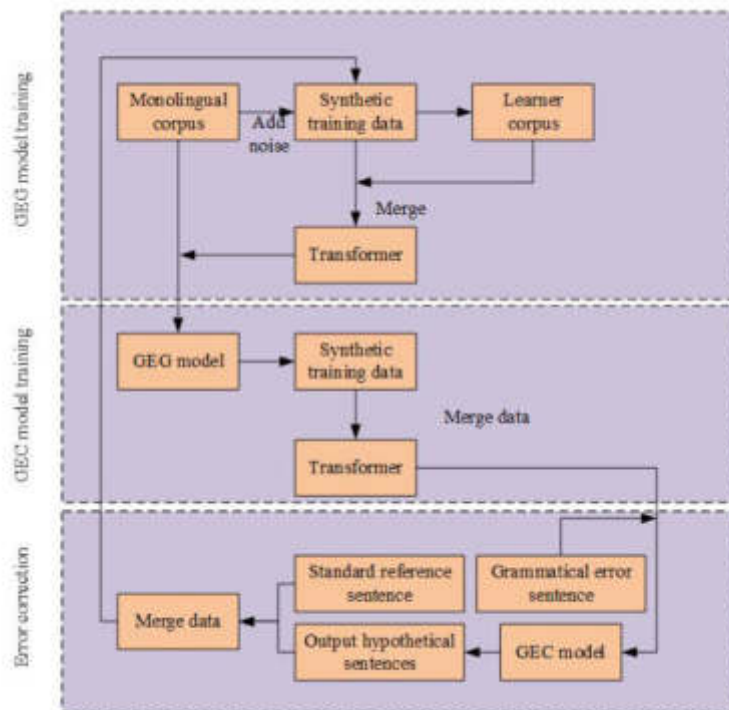 GEG model training
Monolingual
corpus
Add
noise
Synthetic
training data
Learner
corpus
Merge
Transformer
GEC model training
GEG model
Synthetic
training data
Merge data
Transformer
Error correction
Standard reference
sentence
Grammatical error
sentence
Merge data
Output hypothetical
sentences
GEC model